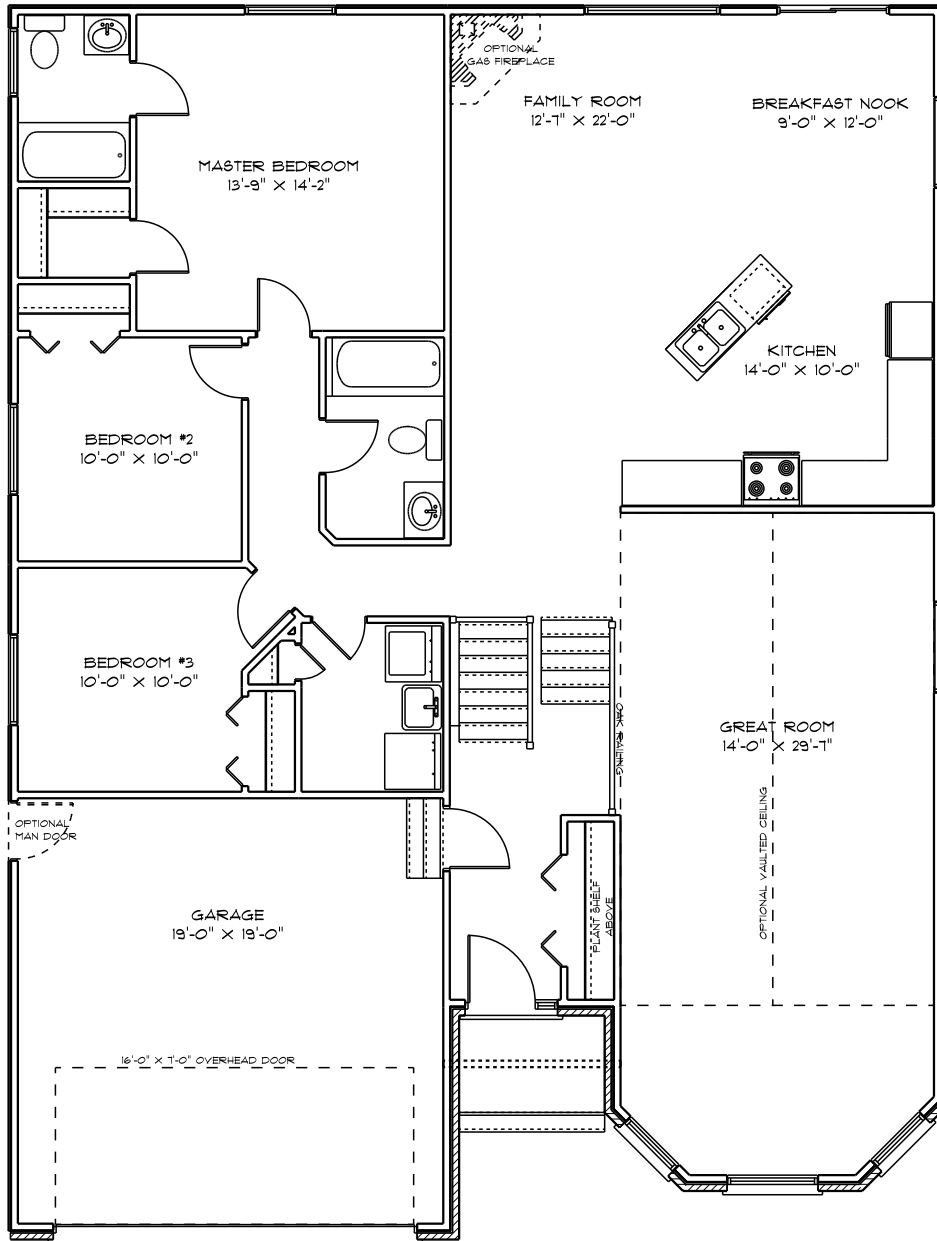 OPTIONAL
GAS FIREPLACE
FAMILY ROOM
12'-7" X 22'-0"
BREAKFAST NOOK
9'-0" X 12'-0"
MASTER BEDROOM
13'-9" X 14'-2"
KITCHEN
14'-0" X 10'-0"
BEDROOM #2
10'-0" X 10'-0"
BEDROOM #3
10'-0" X 10'-0"
OAK RAILING
GREAT ROOM
14'-0" X 29'-7"
OPTIONAL
MAN DOOR
OPTIONAL VAULTED CEILING
PLANT SHELF
ABOVE
GARAGE
19'-0" X 19'-0"
16'-0" X 7'-0" OVERHEAD DOOR